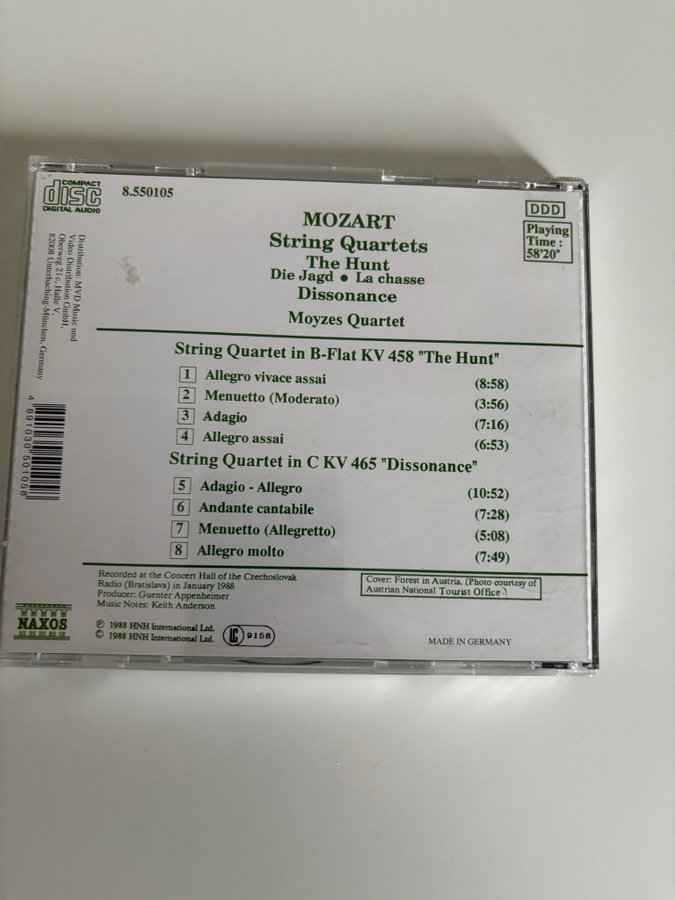 COMPACT
disc
DIGITAL AUDIO
8.550105
DDD
Playing
Time :
58'20"
MOZART
String Quartets
The Hunt
Die Jagd • La chasse
Dissonance
Moyzes Quartet
Distribution: MVD Music und
Video Distribution GmbH,
Oberweg 21c, Halle V,
82008 Unterhaching-München, Germany
4 891030 501058
String Quartet in B-Flat KV 458 "The Hunt"
1 Allegro vivace assai (8:58)
2 Menuetto (Moderato) (3:56)
3 Adagio (7:16)
4 Allegro assai (6:53)
String Quartet in C KV 465 "Dissonance"
5 Adagio - Allegro (10:52)
6 Andante cantabile (7:28)
7 Menuetto (Allegretto) (5:08)
8 Allegro molto (7:49)
Recorded at the Concert Hall of the Czechoslovak
Radio (Bratislava) in January 1988
Producer: Guenter Appenheimer
Music Notes: Keith Anderson
Cover: Forest in Austria. (Photo courtesy of
Austrian National Tourist Office.)
NAXOS
℗ 1988 HNH International Ltd.
© 1988 HNH International Ltd.
LC 9158
MADE IN GERMANY